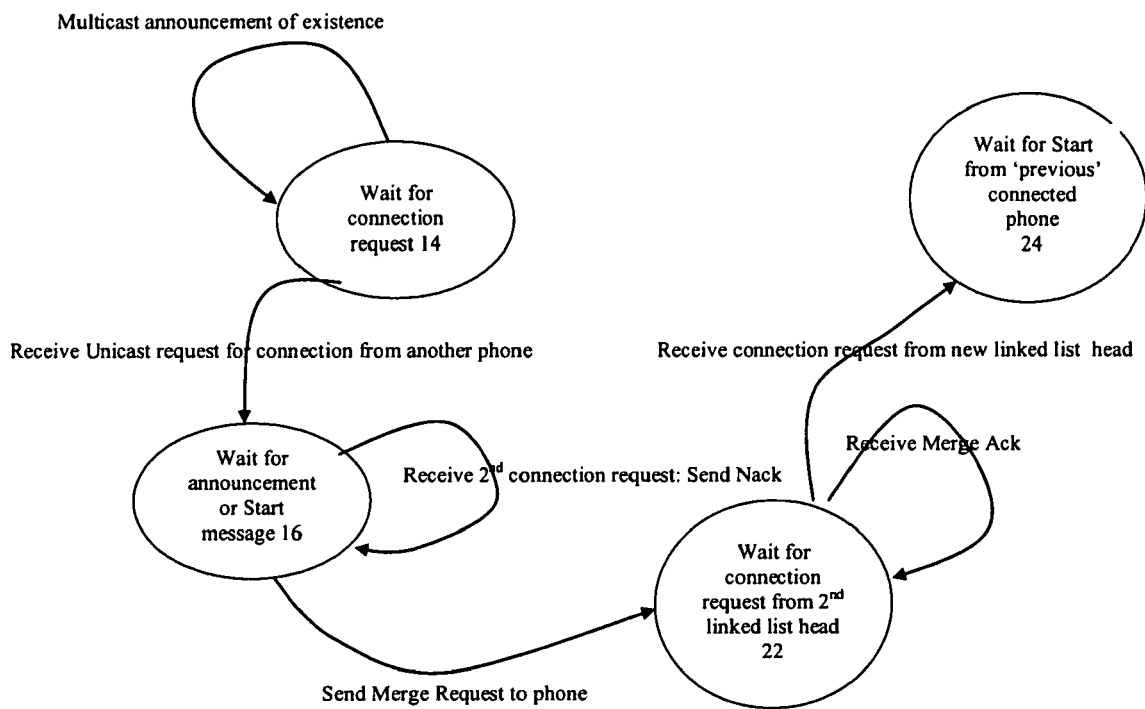 Multicast announcement of existence
Wait for
connection
request 14
Wait for Start
from ‘previous’
connected
phone
24
Receive Unicast request for connection from another phone
Receive connection request from new linked list head
Wait for
announcement
or Start
message 16
Receive 2nd connection request: Send Nack
Receive Merge Ack
Wait for
connection
request from 2nd
linked list head
22
Send Merge Request to phone